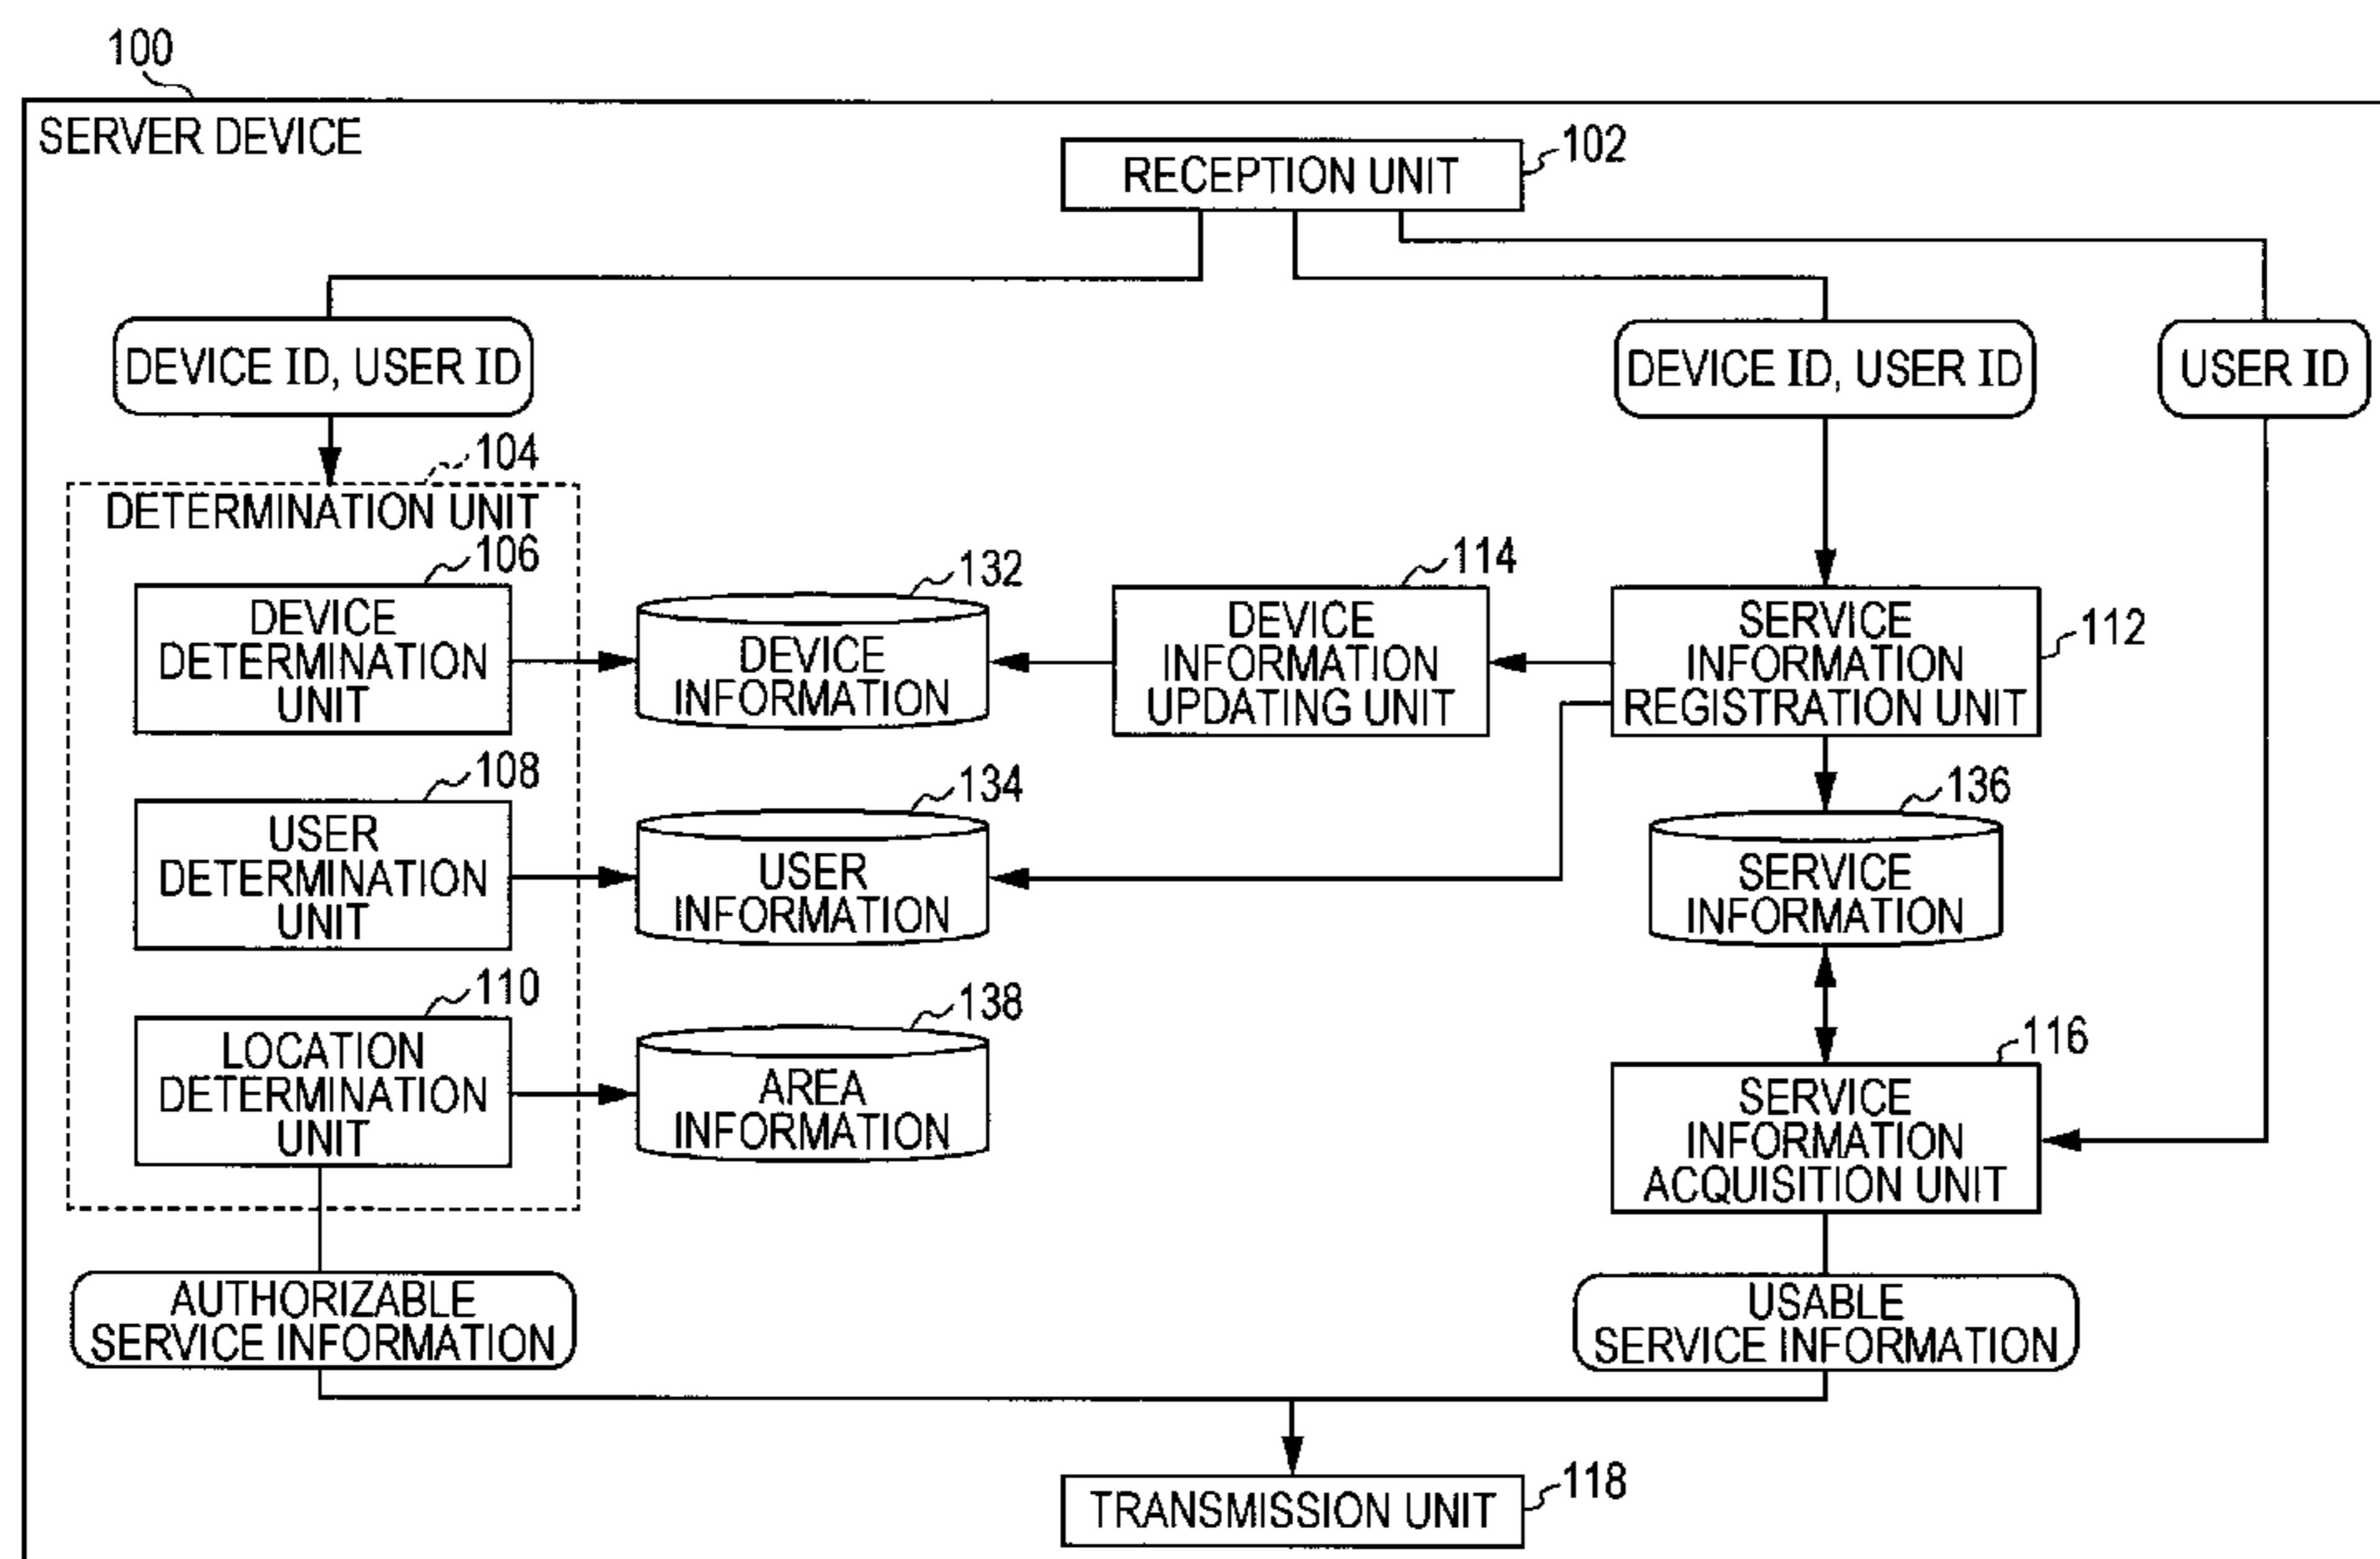 100
SERVER DEVICE
RECEPTION UNIT
102
DEVICE ID, USER ID
DEVICE ID, USER ID
USER ID
104
DETERMINATION UNIT
106
DEVICE
DETERMINATION
UNIT
132
DEVICE
INFORMATION
114
DEVICE
INFORMATION
UPDATING UNIT
SERVICE
INFORMATION
REGISTRATION UNIT
112
108
USER
DETERMINATION
UNIT
134
USER
INFORMATION
136
SERVICE
INFORMATION
110
LOCATION
DETERMINATION
UNIT
138
AREA
INFORMATION
116
SERVICE
INFORMATION
ACQUISITION UNIT
AUTHORIZABLE
SERVICE INFORMATION
USABLE
SERVICE INFORMATION
TRANSMISSION UNIT
118